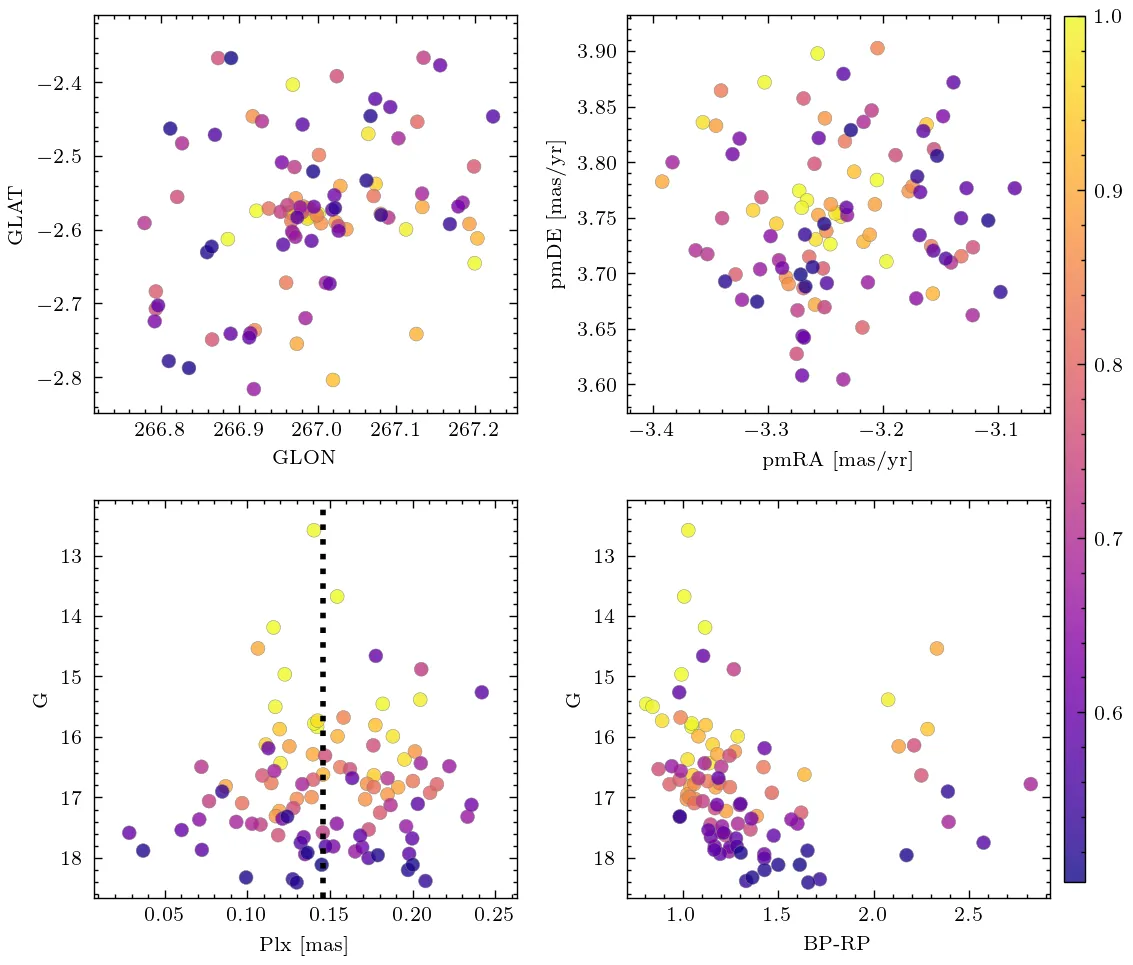 −2.4
−2.5
−2.6
−2.7
−2.8
GLAT
266.8 266.9 267.0 267.1 267.2
GLON
3.90
3.85
3.80
3.75
3.70
3.65
3.60
pmDE [mas/yr]
−3.4 −3.3 −3.2 −3.1
pmRA [mas/yr]
1.0
0.9
0.8
0.7
0.6
13
14
15
16
17
18
G
0.05 0.10 0.15 0.20 0.25
Plx [mas]
13
14
15
16
17
18
G
1.0 1.5 2.0 2.5
BP-RP